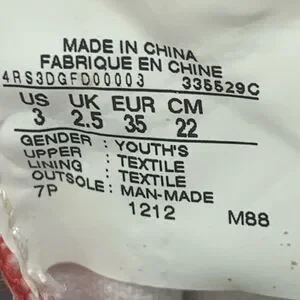 MADE IN CHINA
FABRIQUE EN CHINE
4RS3DGFD00003 335529C
US UK EUR CM
3 2.5 35 22
GENDER : YOUTH'S
UPPER : TEXTILE
LINING : TEXTILE
OUTSOLE: MAN-MADE
7P 1212 M88